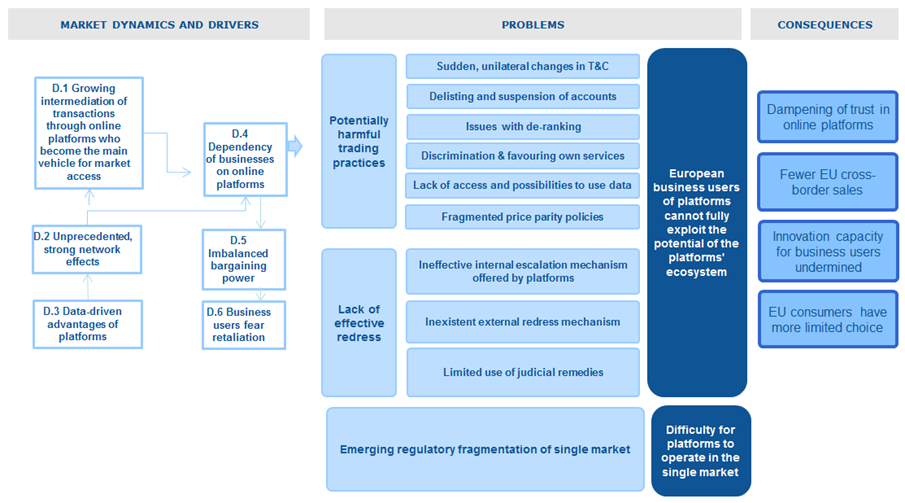 MARKET DYNAMICS AND DRIVERS
PROBLEMS
CONSEQUENCES
D.1 Growing
intermediation of
transactions
through online
platforms who
become the main
vehicle for market
access
D.2 Unprecedented,
strong network
effects
D.3 Data-driven
advantages of
platforms
D.4
Dependency
of businesses
on online
platforms
D.5
Imbalanced
bargaining
power
D.6 Business
users fear
retaliation
Potentially
harmful
trading
practices
Sudden, unilateral changes in T&C
Delisting and suspension of accounts
Issues with de-ranking
Discrimination & favouring own services
Lack of access and possibilities to use data
Fragmented price parity policies
Lack of
effective
redress
Ineffective internal escalation mechanism
offered by platforms
Inexistent external redress mechanism
Limited use of judicial remedies
Emerging regulatory fragmentation of single market
European
business users
of platforms
cannot fully
exploit the
potential of the
platforms'
ecosystem
Difficulty for
platforms to
operate in the
single market
Dampening of trust in
online platforms
Fewer EU cross-
border sales
Innovation capacity
for business users
undermined
EU consumers have
more limited choice